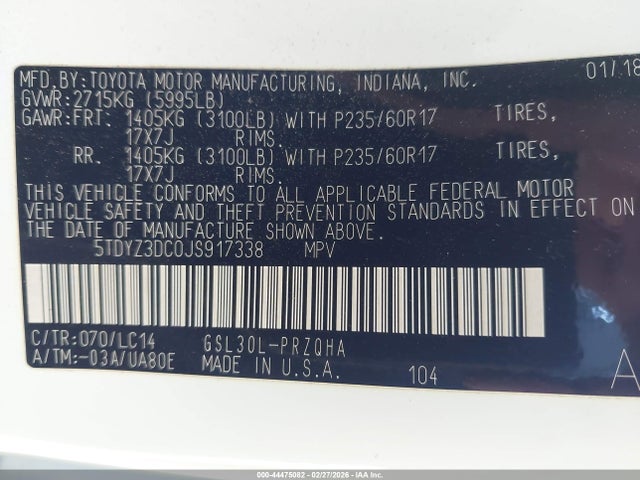 MFD.BY:TOYOTA MOTOR MANUFACTURING, INDIANA, INC. 01/18
GVWR:2715KG (5995LB)
GAWR:FRT. 1405KG (3100LB) WITH P235/60R17 TIRES,
17X7J RIMS.
RR. 1405KG (3100LB) WITH P235/60R17 TIRES,
17X7J RIMS.
THIS VEHICLE CONFORMS TO ALL APPLICABLE FEDERAL MOTOR
VEHICLE SAFETY AND THEFT PREVENTION STANDARDS IN EFFECT ON
THE DATE OF MANUFACTURE SHOWN ABOVE.
5TDYZ3DC0JS917338 MPV
C/TR:070/LC14 GSL30L-PRZQHA
A/TM:-03A/UA80E MADE IN U.S.A. 104 A
000-44475082 - 02/27/2026 - COPYRIGHT IAA, LLC.